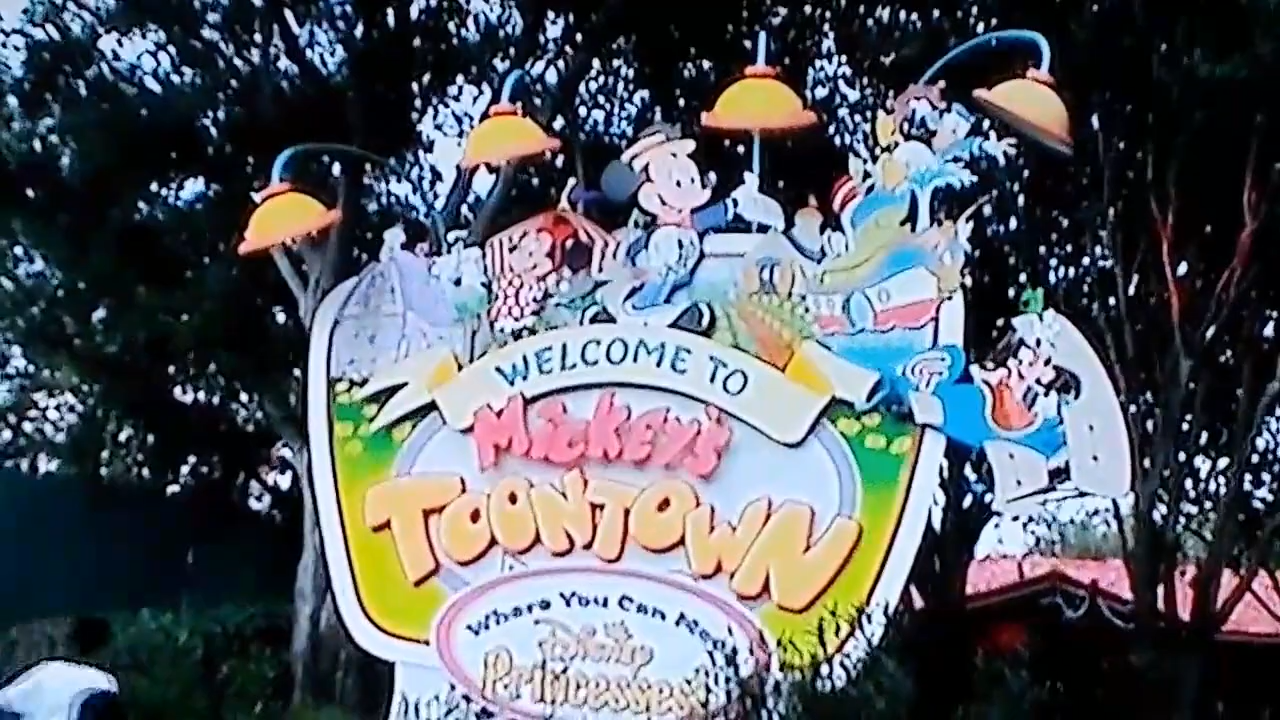 WELCOME TO
MICKEY'S
TOONTOWN
Where You Can Meet
Disney
Princesses